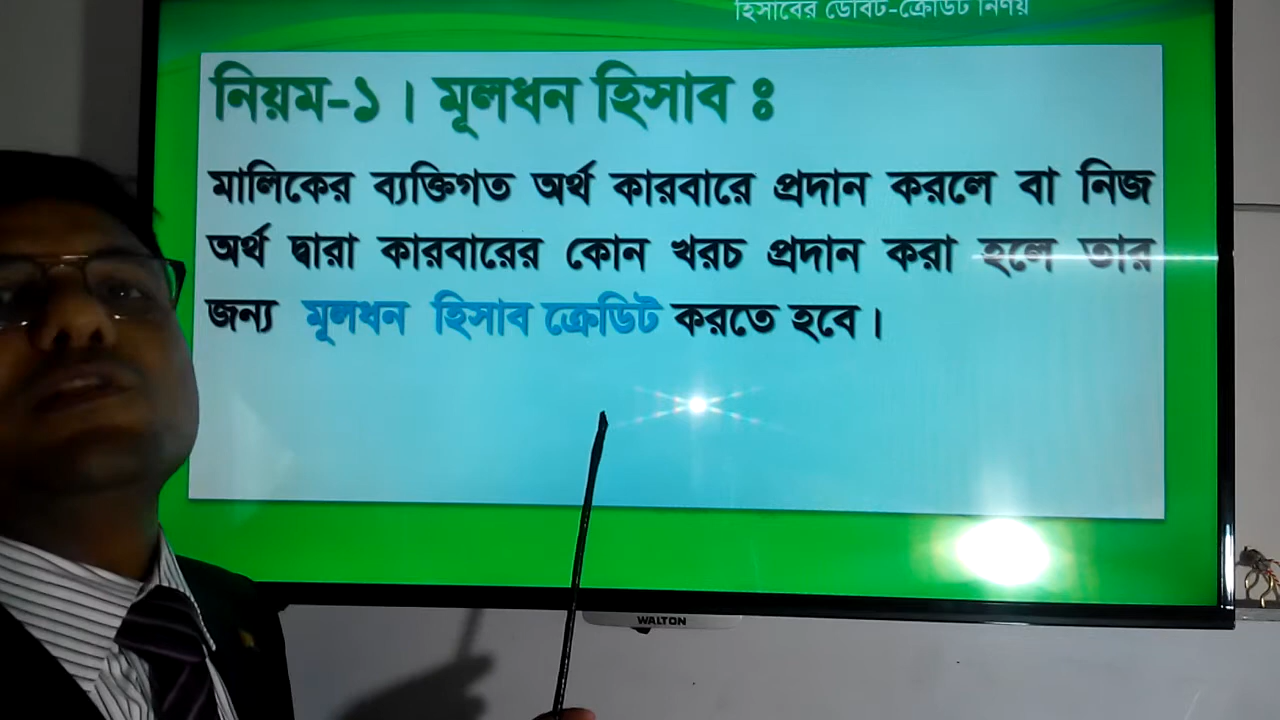 হিসাবের ডেবিট-ক্রেডিট নির্ণয়
নিয়ম-১। মূলধন হিসাব ঃ
মালিকের ব্যক্তিগত অর্থ কারবারে প্রদান করলে বা নিজ
অর্থ দ্বারা কারবারের কোন খরচ প্রদান করা হলে তার
জন্য মূলধন হিসাব ক্রেডিট করতে হবে।
WALTON